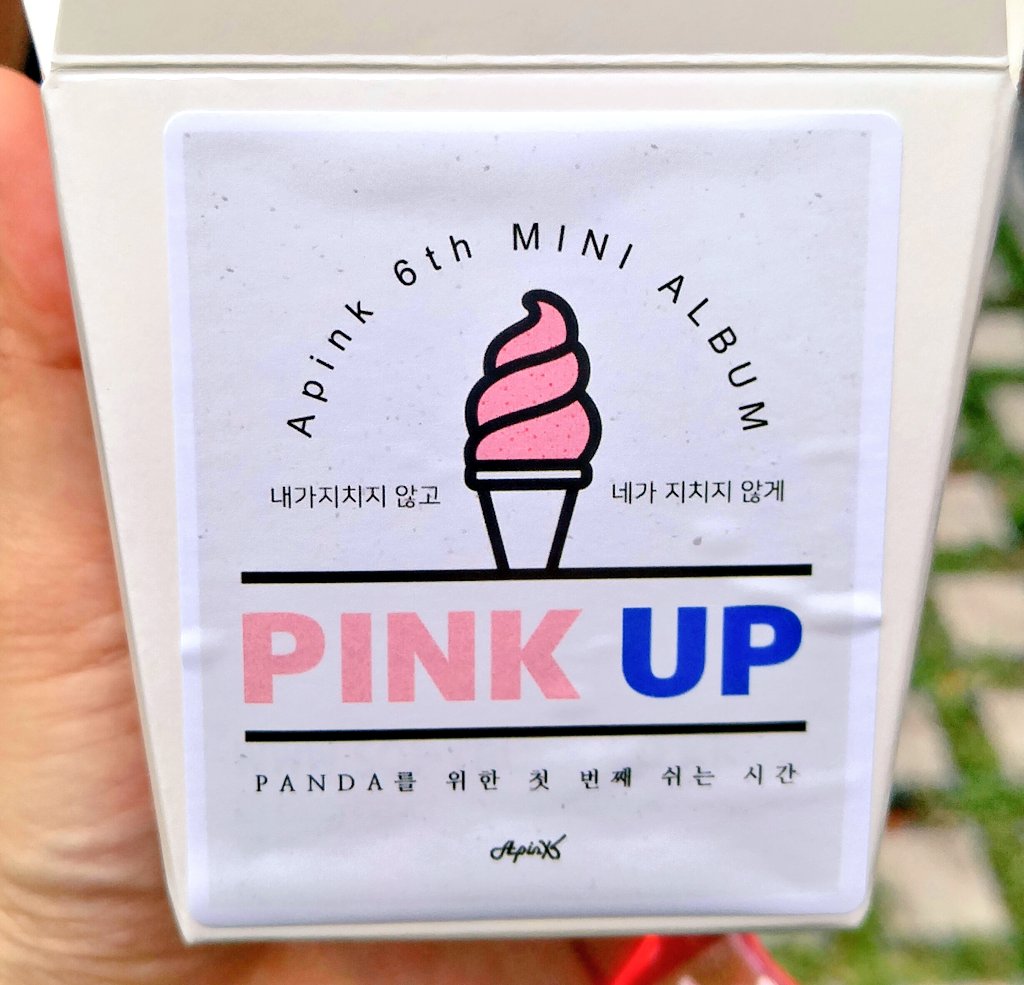 Apink 6th MINI ALBUM
내가지치지 않고
네가 지치지 않게
PINK UP
PANDA를 위한 첫 번째 쉬는 시간
Apink